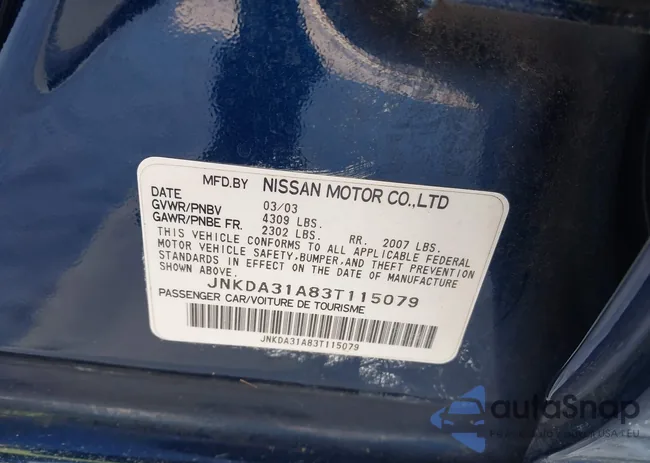 MFD.BY NISSAN MOTOR CO.,LTD
DATE 03/03
GVWR/PNBV 4309 LBS.
GAWR/PNBE FR. 2302 LBS. RR. 2007 LBS.
THIS VEHICLE CONFORMS TO ALL APPLICABLE FEDERAL
MOTOR VEHICLE SAFETY, BUMPER, AND THEFT PREVENTION
STANDARDS IN EFFECT ON THE DATE OF MANUFACTURE
SHOWN ABOVE.
JNKDA31A83T115079
PASSENGER CAR/VOITURE DE TOURISME
JNKDA31A83T115079
autaSnap